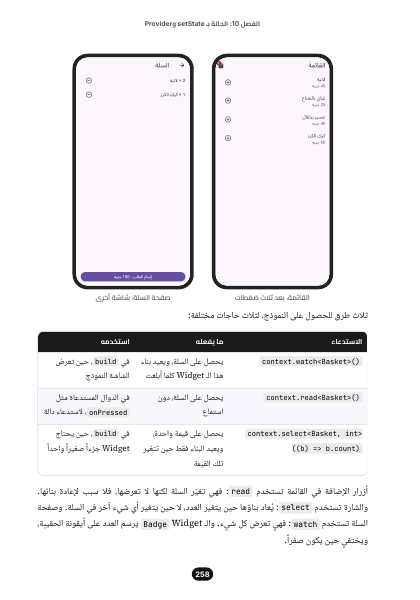 الفصل 10: الحالة بـ setState وProvider
القائمة
لاتيه
45 جنيه
شاي بالنعناع
20 جنيه
عصير برتقال
40 جنيه
كيك الكرز
60 جنيه
السلة
2 × لاتيه
1 × كيك الكرز
إتمام الطلب · 150 جنيه
القائمة، بعد ثلاث ضغطات
صفحة السلة، شاشة أخرى
ثلاث طرق للحصول على النموذج، لثلاث حاجات مختلفة:
الاستدعاء ما يفعله استخدمه
context.watch<Basket>()
يحصل على السلة، ويعيد بناء
هذا الـ Widget كلما أبلغت
في build، حين تعرض
الشاشة النموذج
context.read<Basket>()
يحصل على السلة، دون
استماع
في الدوال المستدعاة مثل
onPressed، لاستدعاء دالة
context.select<Basket, int>
((b) => b.count)
يحصل على قيمة واحدة،
ويعيد البناء فقط حين تتغير
تلك القيمة
في build، حين يحتاج
Widget جزءاً صغيراً واحداً
أزرار الإضافة في القائمة تستخدم read: فهي تغيّر السلة لكنها لا تعرضها، فلا سبب لإعادة بنائها.
والشارة تستخدم select: يُعاد بناؤها حين يتغير العدد، لا حين يتغير أي شيء آخر في السلة. وصفحة
السلة تستخدم watch: فهي تعرض كل شيء. والـ Badge Widget يرسم العدد على أيقونة الحقيبة،
ويختفي حين يكون صفراً.
258